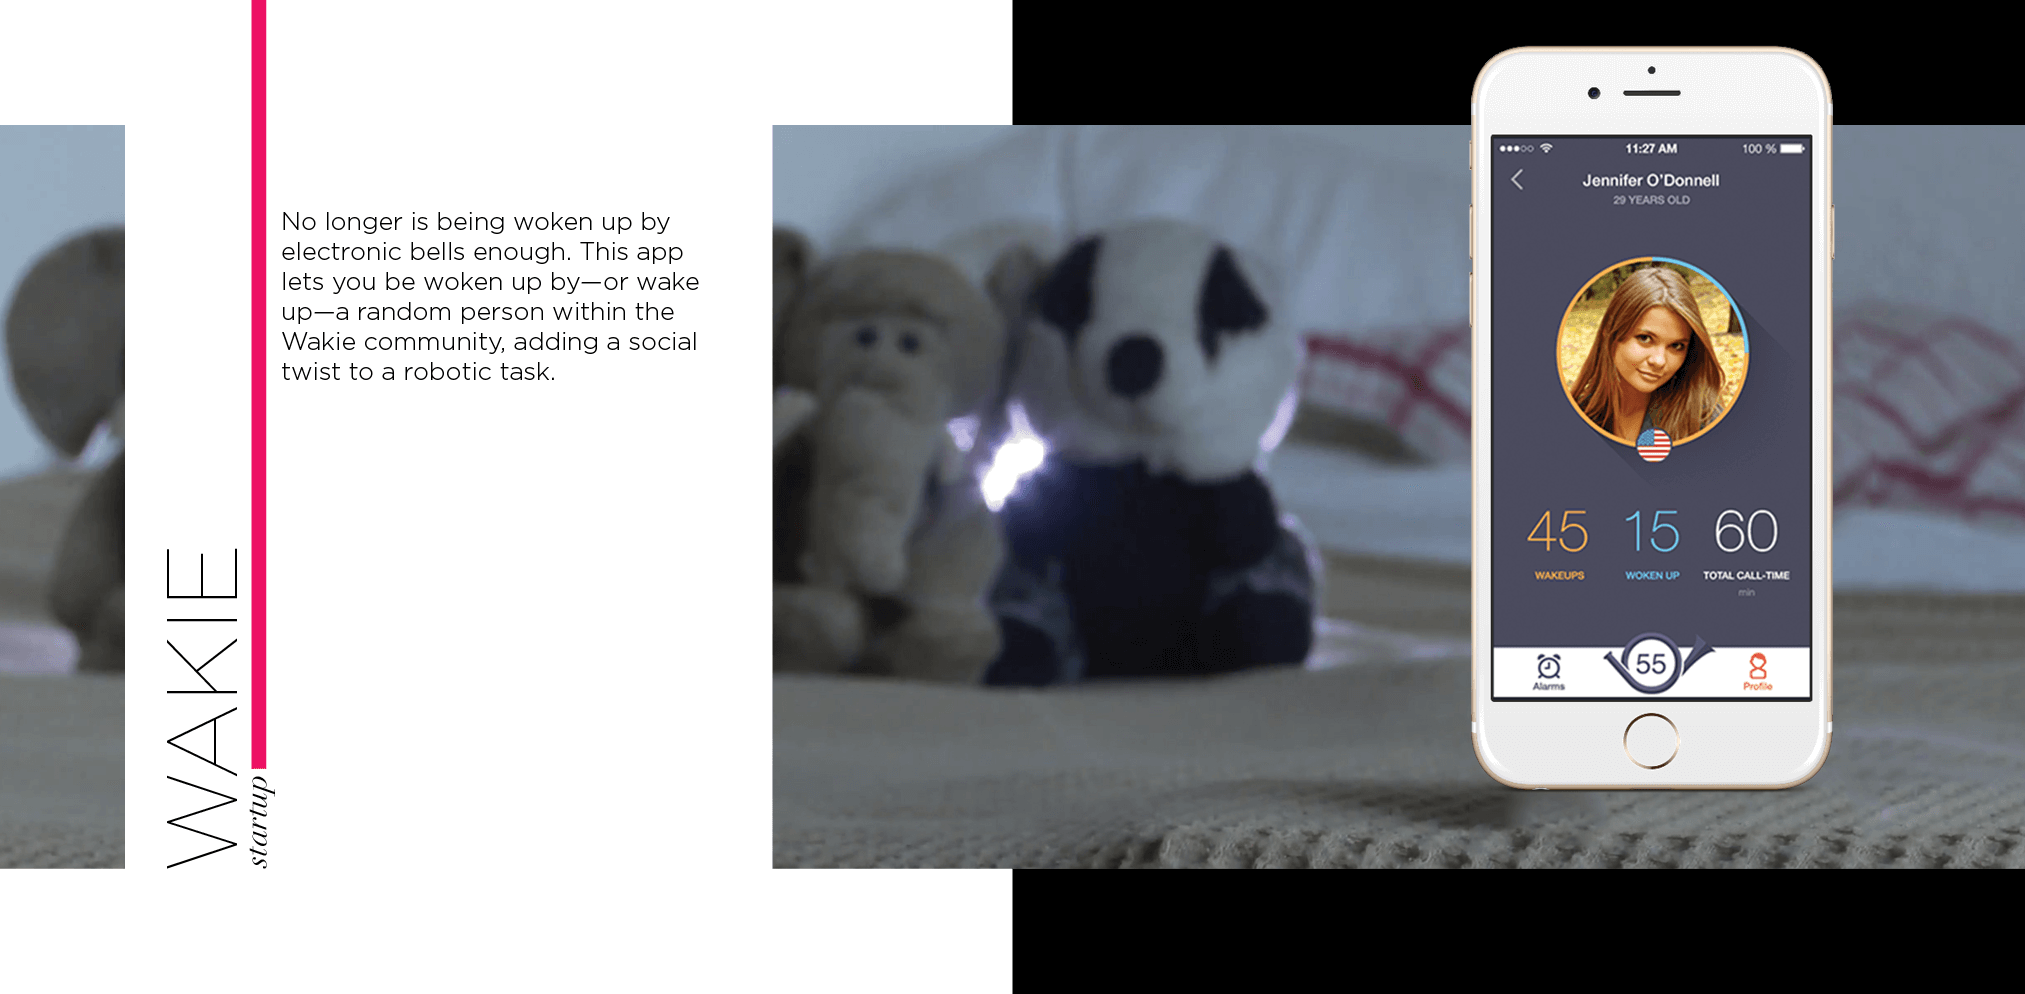 WAKIE
startup
No longer is being woken up by
electronic bells enough. This app
lets you be woken up by—or wake
up—a random person within the
Wakie community, adding a social
twist to a robotic task.
11:27 AM
100 %
Jennifer O'Donnell
29 YEARS OLD
45 15 60
WAKEUPS WOKEN UP TOTAL CALL-TIME
min
55
Alarms Profile